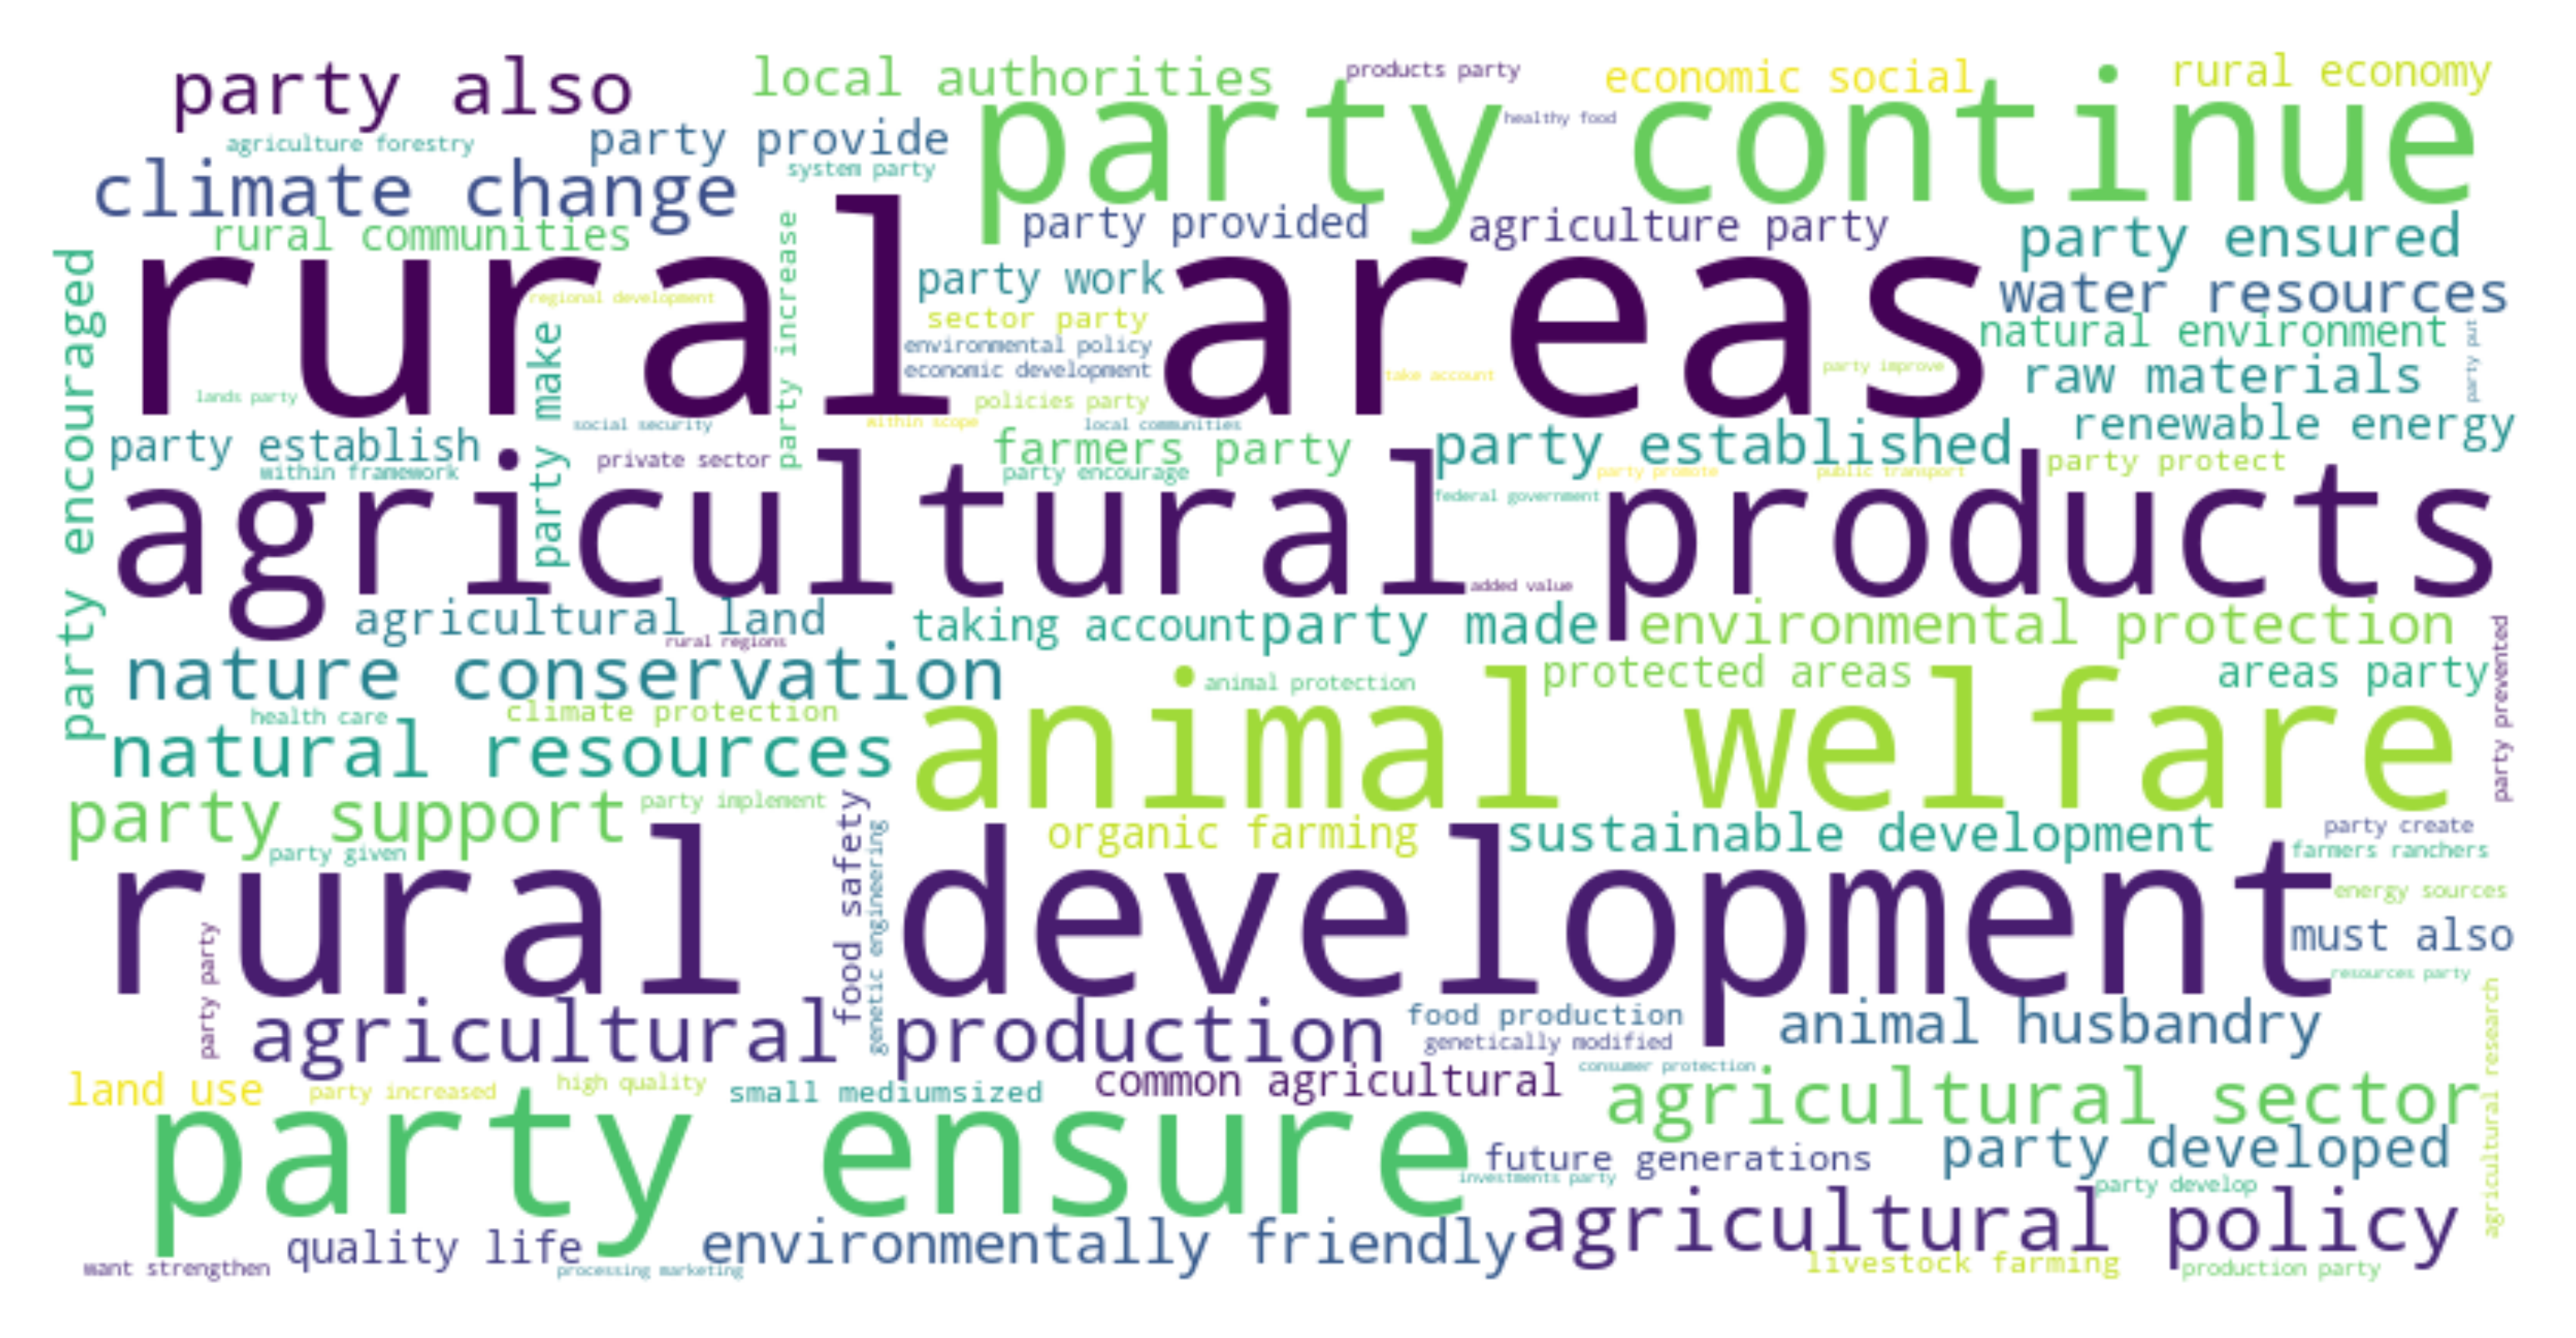 party also
local authorities
products party
economic social
rural economy
agriculture forestry
party provide
healthy food
party continue
climate change
system party
rural communities
party provided
agriculture party
party ensured
party encouraged
rural areas
regional development
party increase
party work
water resources
sector party
natural environment
environmental policy
party put
party make
economic development
take account
party improve
raw materials
lands party
policies party
social security
within scope
local communities
renewable energy
party establish
farmers party
party established
within framework
private sector
party encourage
party promote
public transport
party protect
federal government
agricultural products
added value
agricultural land
taking account
party made
environmental protection
rural regions
party prevented
nature conservation
animal protection
protected areas
areas party
health care
climate protection
animal welfare
natural resources
party support
party implement
food safety
organic farming
sustainable development
party create
party given
genetic engineering
farmers ranchers
rural development
energy sources
party party
must also
resources party
agricultural production
food production
animal husbandry
genetically modified
agricultural research
land use
party increased
high quality
small mediumsized
common agricultural
consumer protection
agricultural sector
party ensure
future generations
party developed
investments party
party develop
quality life
environmentally friendly
agricultural policy
want strengthen
processing marketing
livestock farming
production party